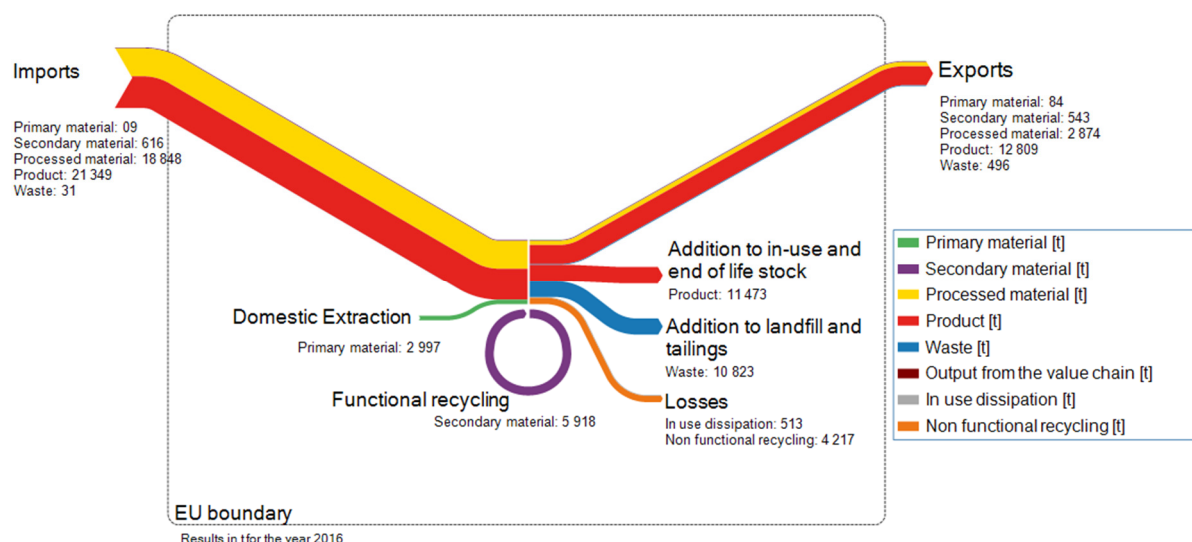 Imports
Primary material: 09
Secondary material: 616
Processed material: 18 848
Product: 21 349
Waste: 31
Exports
Primary material: 84
Secondary material: 543
Processed material: 2 874
Product: 12 809
Waste: 496
Addition to in-use and
end of life stock
Product: 11 473
Domestic Extraction
Primary material: 2 997
Addition to landfill and
tailings
Waste: 10 823
Functional recycling
Secondary material: 5 918
Losses
In use dissipation: 513
Non functional recycling: 4 217
Primary material [t]
Secondary material [t]
Processed material [t]
Product [t]
Waste [t]
Output from the value chain [t]
In use dissipation [t]
Non functional recycling [t]
EU boundary
Results in t for the year 2016